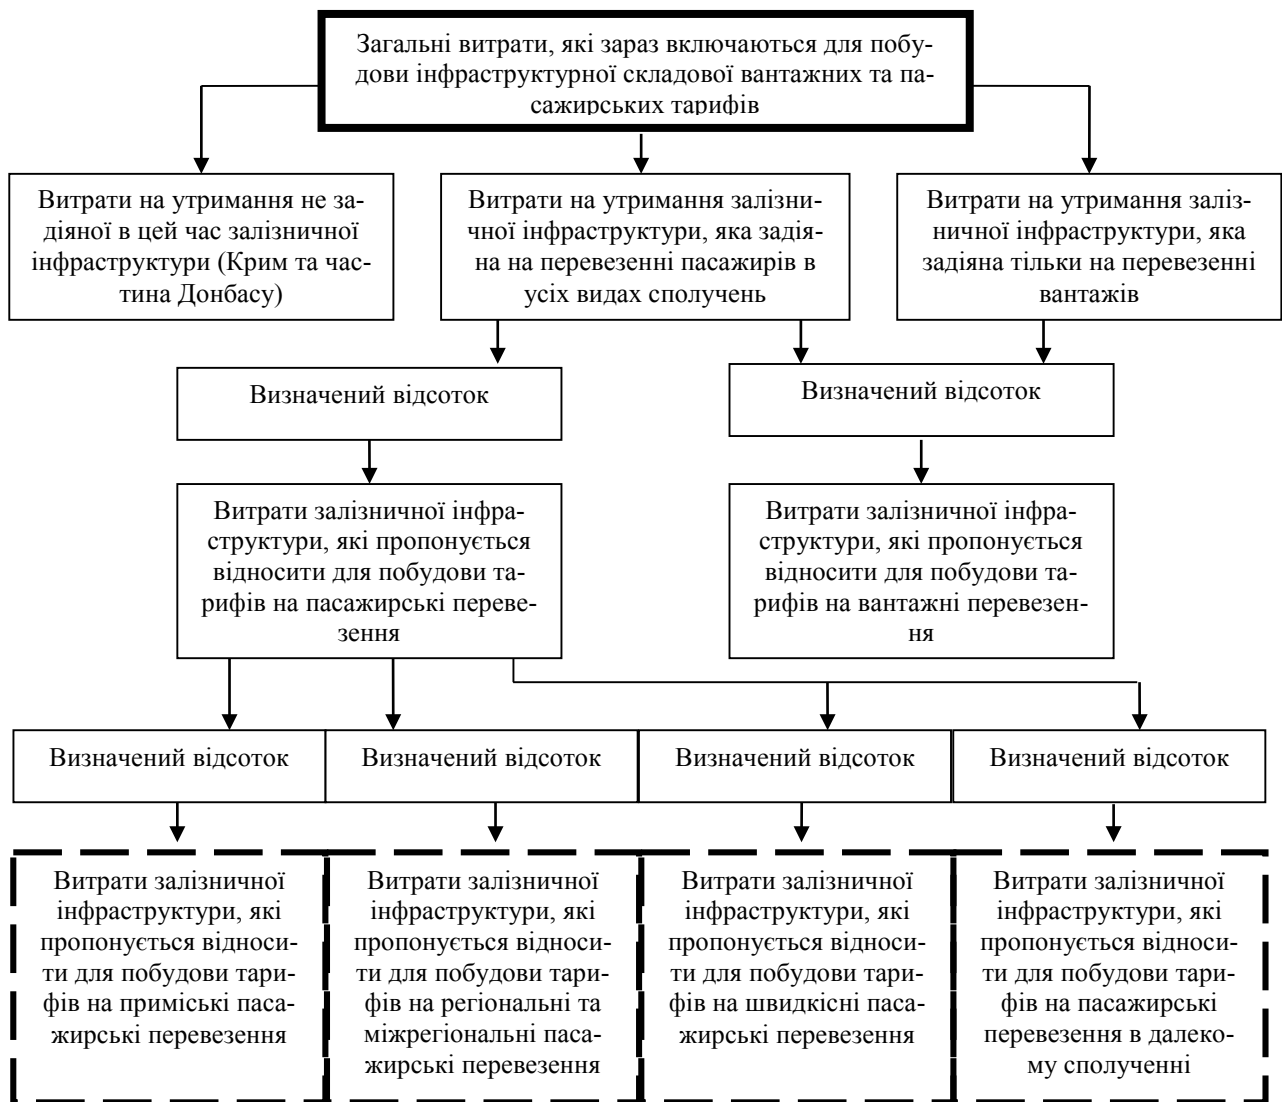 Загальні витрати, які зараз включаються для побу-
дови інфраструктурної складової вантажних та па-
сажирських тарифів
Витрати на утримання не за-
діяної в цей час залізничної
інфраструктури (Крим та час-
тина Донбасу)
Витрати на утримання залізни-
чної інфраструктури, яка задія-
на на перевезенні пасажирів в
усіх видах сполучень
Витрати на утримання заліз-
ничної інфраструктури, яка
задіяна тільки на перевезенні
вантажів
Визначений відсоток
Визначений відсоток
Витрати залізничної інфра-
структури, які пропонується
відносити для побудови та-
рифів на пасажирські переве-
зення
Витрати залізничної інфра-
структури, які пропонується
відносити для побудови та-
рифів на вантажні перевезен-
ня
Визначений відсоток
Визначений відсоток
Визначений відсоток
Визначений відсоток
Витрати залізничної
інфраструктури, які
пропонується відноси-
ти для побудови тари-
фів на приміські паса-
жирські перевезення
Витрати залізничної
інфраструктури, які
пропонується відноси-
ти для побудови тари-
фів на регіональні та
міжрегіональні паса-
жирські перевезення
Витрати залізничної
інфраструктури, які
пропонується відноси-
ти для побудови тари-
фів на швидкісні паса-
жирські перевезення
Витрати залізничної
інфраструктури, які
пропонується відноси-
ти для побудови тари-
фів на пасажирські
перевезення в далеко-
му сполученні